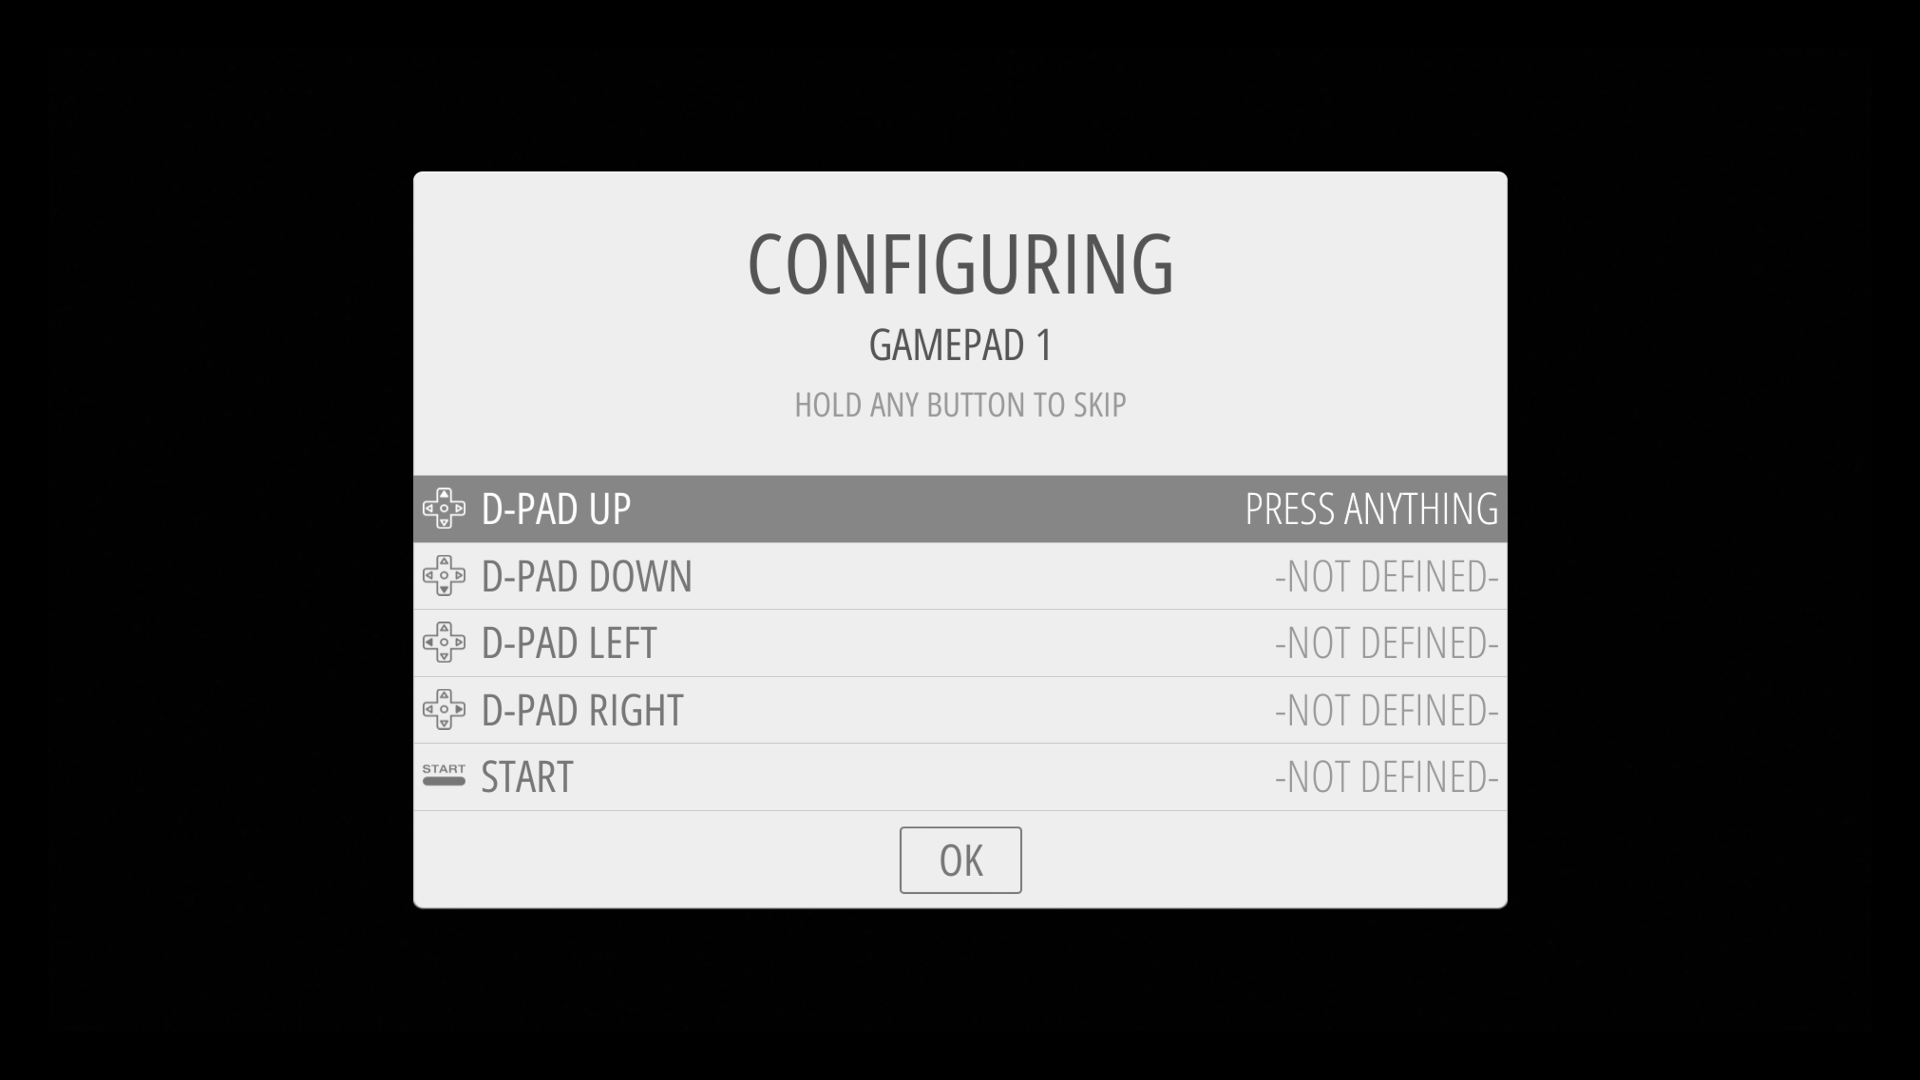 CONFIGURING
GAMEPAD 1
HOLD ANY BUTTON TO SKIP
D-PAD UP PRESS ANYTHING
D-PAD DOWN -NOT DEFINED-
D-PAD LEFT -NOT DEFINED-
D-PAD RIGHT -NOT DEFINED-
START START -NOT DEFINED-
OK